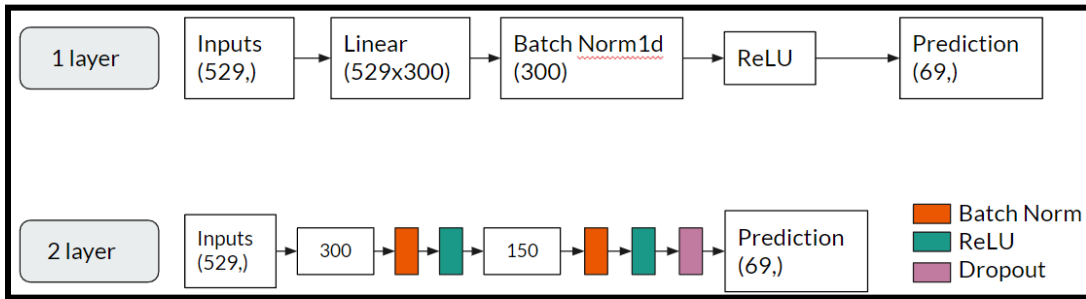 1 layer
Inputs
(529,)
Linear
(529x300)
Batch Norm1d
(300)
ReLU
Prediction
(69,)
2 layer
Inputs
(529,)
300
150
Prediction
(69,)
Batch Norm
ReLU
Dropout